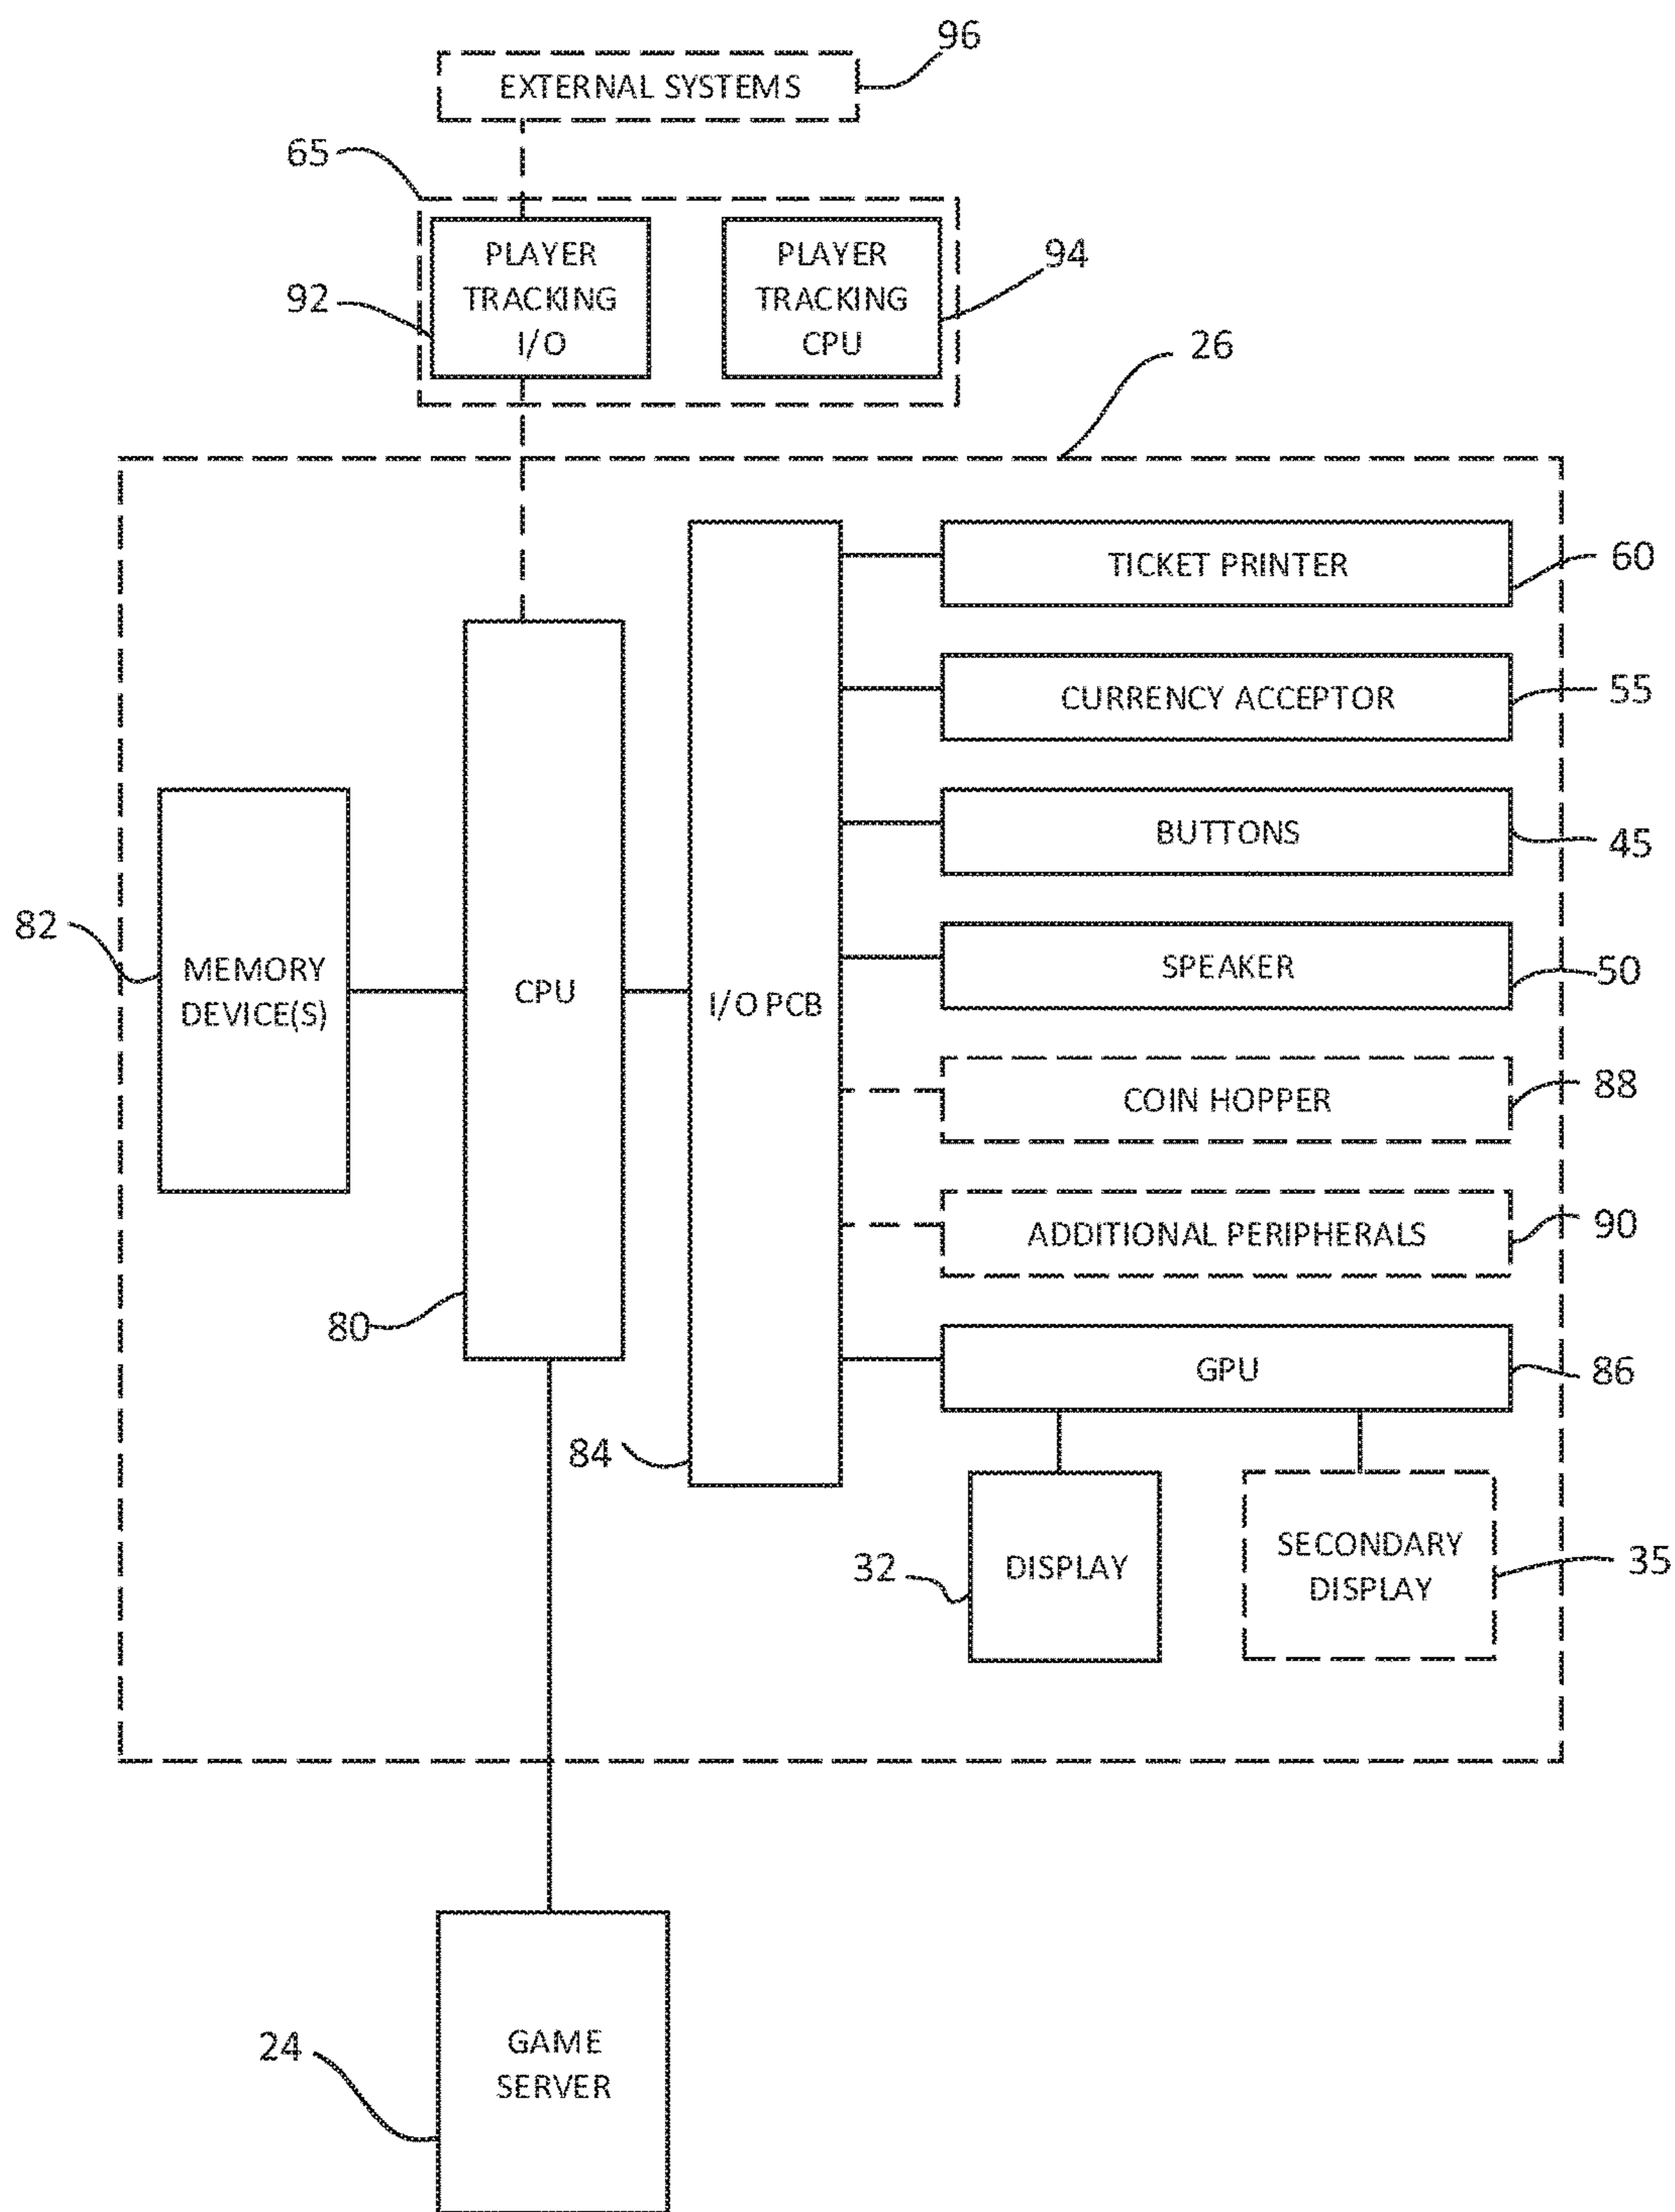 96
EXTERNAL SYSTEMS
65
PLAYER
TRACKING
I/O
PLAYER
TRACKING
CPU
94
92
26
TICKET PRINTER
60
CURRENCY ACCEPTOR
55
BUTTONS
45
82
MEMORY
DEVICE(S)
CPU
I/O PCB
SPEAKER
50
COIN HOPPER
88
ADDITIONAL PERIPHERALS
90
80
GPU
86
84
32
DISPLAY
SECONDARY
DISPLAY
35
24
GAME
SERVER